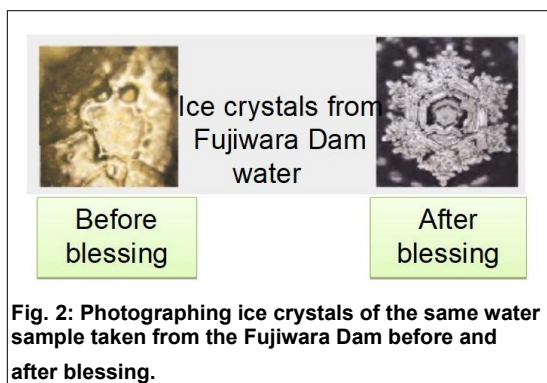 Ice crystals from
Fujiwara Dam
water
Before
blessing
After
blessing
Fig. 2: Photographing ice crystals of the same water
sample taken from the Fujiwara Dam before and
after blessing.